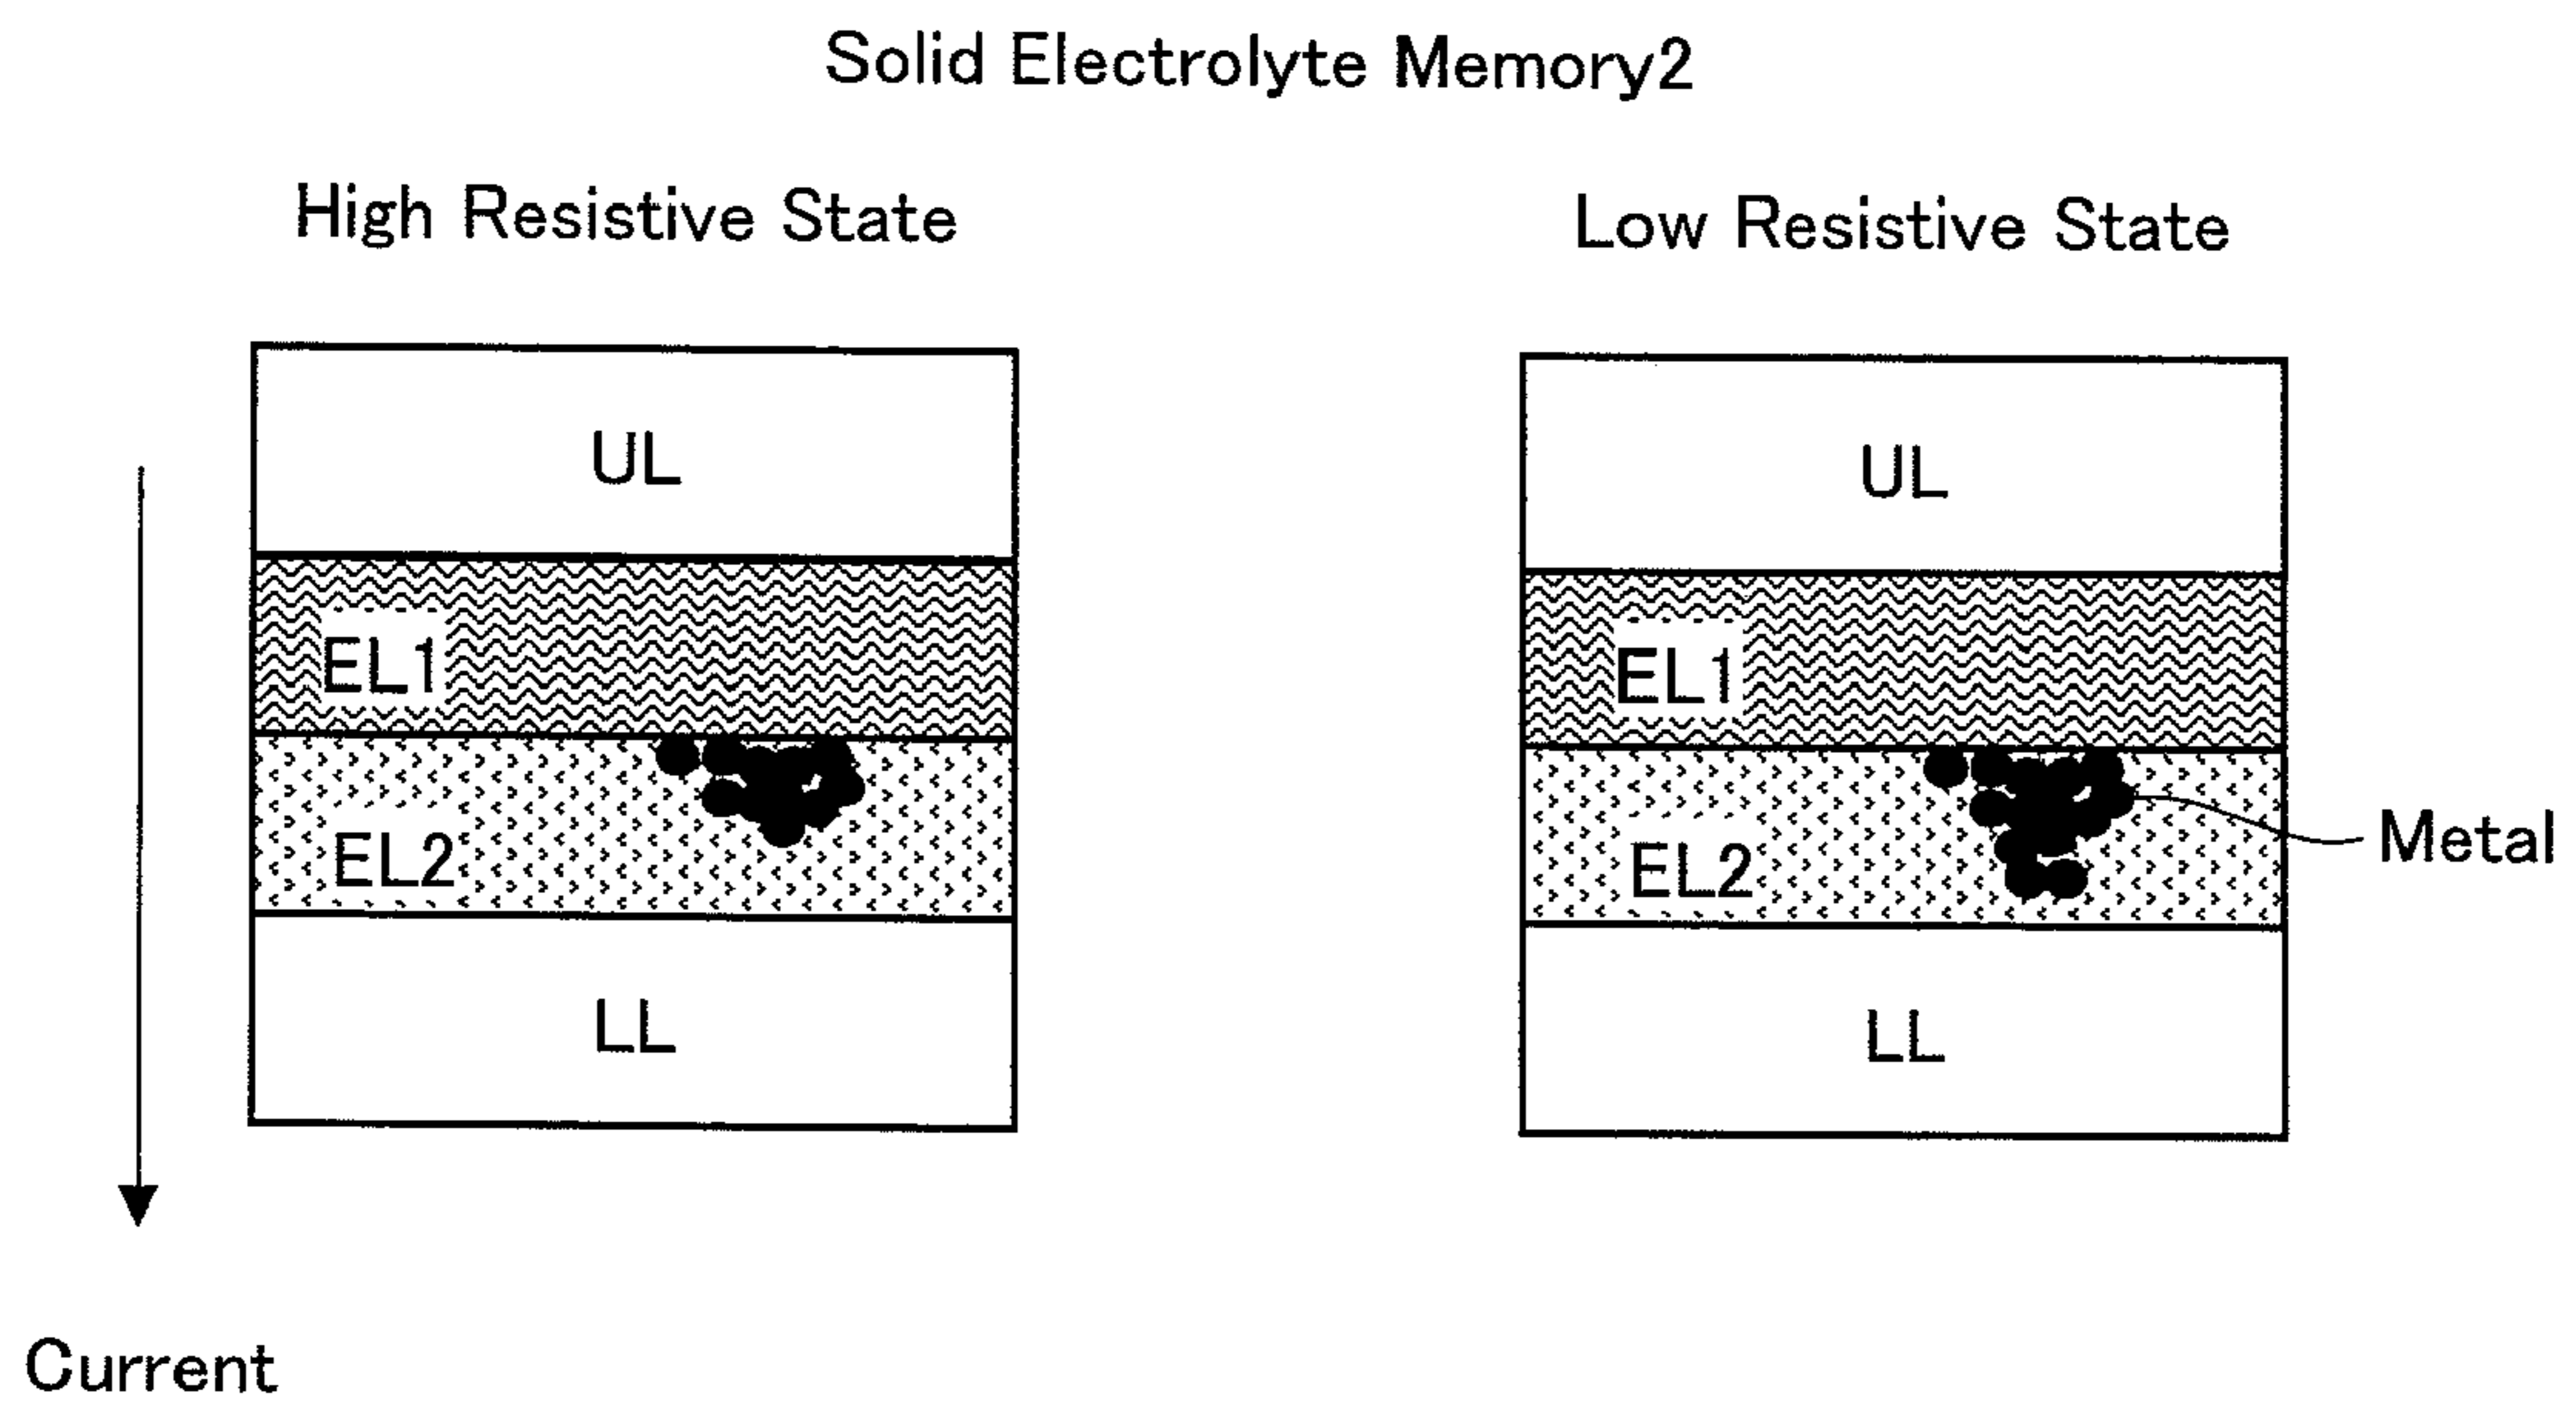 Solid Electrolyte Memory2
High Resistive State
Low Resistive State
UL
EL1
EL2
LL
UL
EL1
EL2
LL
Metal
Current